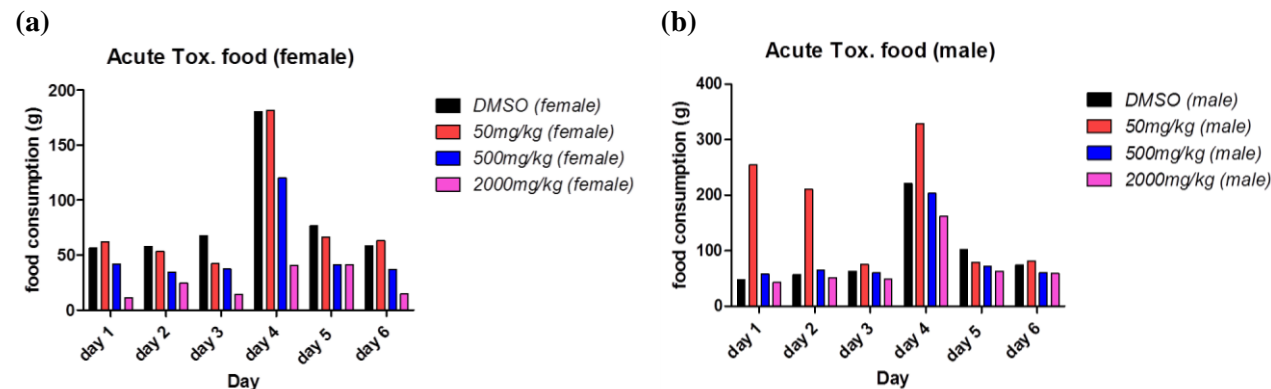 (a)
Acute Tox. food (female)
food consumption (g)
200
150
100
50
0
day 1
day 2
day 3
day 4
day 5
day 6
Day
DMSO (female)
50mg/kg (female)
500mg/kg (female)
2000mg/kg (female)
(b)
Acute Tox. food (male)
food consumption (g)
400
300
200
100
0
day 1
day 2
day 3
day 4
day 5
day 6
Day
DMSO (male)
50mg/kg (male)
500mg/kg (male)
2000mg/kg (male)